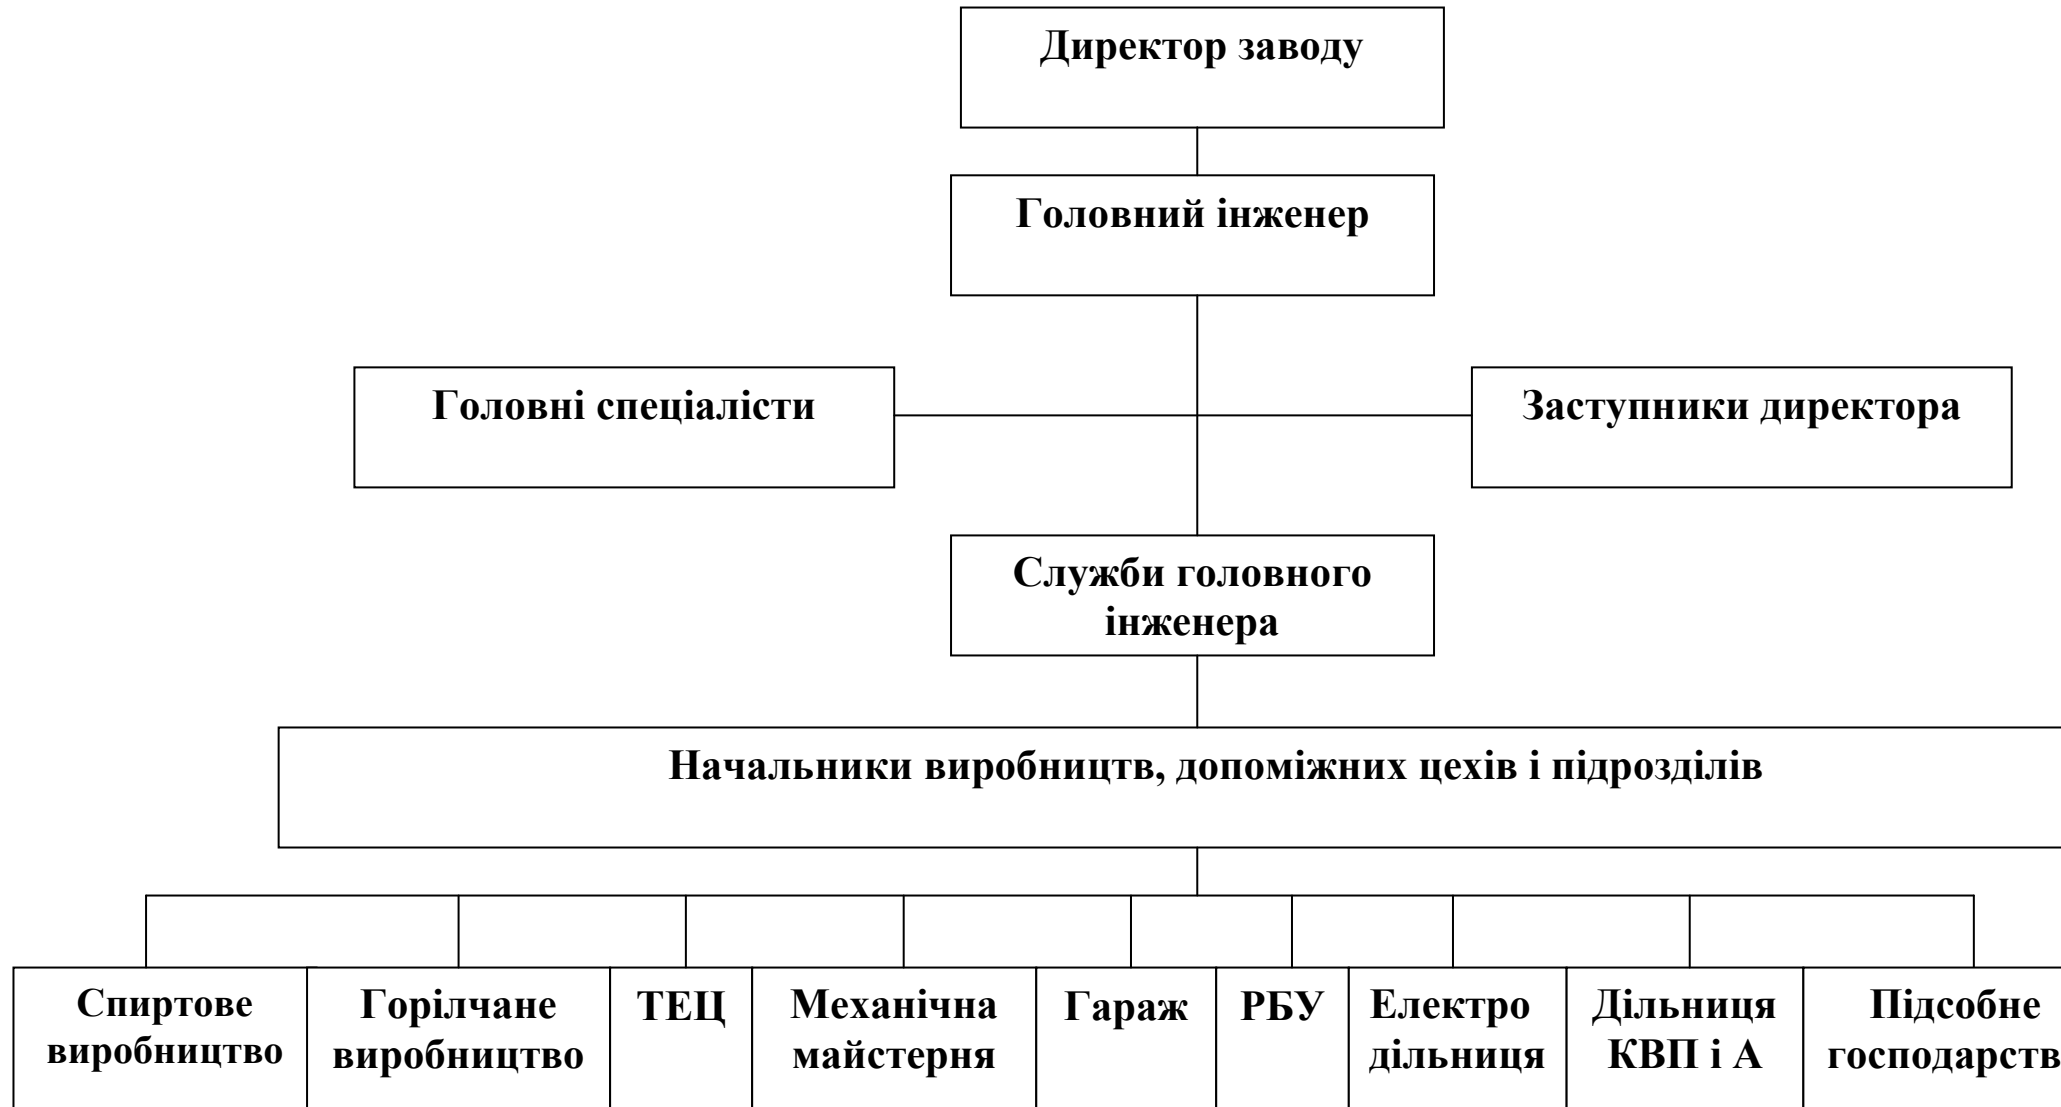 Директор заводу
Головний інженер
Головні спеціалісти
Заступники директора
Служби головного
інженера
Начальники виробництв, допоміжних цехів і підрозділів
Спиртове
виробництво
Горілчане
виробництво
ТЕЦ
Механічна
майстерня
Гараж
РБУ
Електро
дільниця
Дільниця
КВП і А
Підсобне
господарств